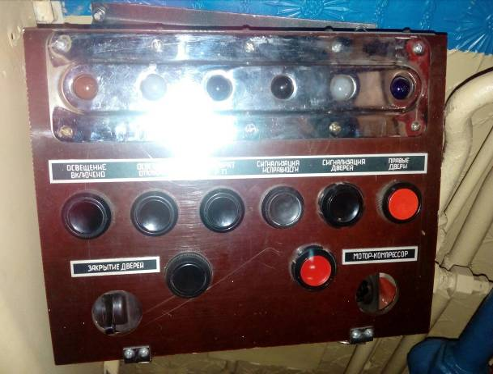 ОСВЕЩЕНИЕ
ВКЛЮЧЕНО
СИГНАЛИЗАЦИЯ
ИСПРАВНОСТИ
СИГНАЛИЗАЦИЯ
ДВЕРЕЙ
ПРАВЫЕ
ДВЕРИ
ЗАКРЫТИЕ ДВЕРЕЙ
МОТОР-КОМПРЕССОР